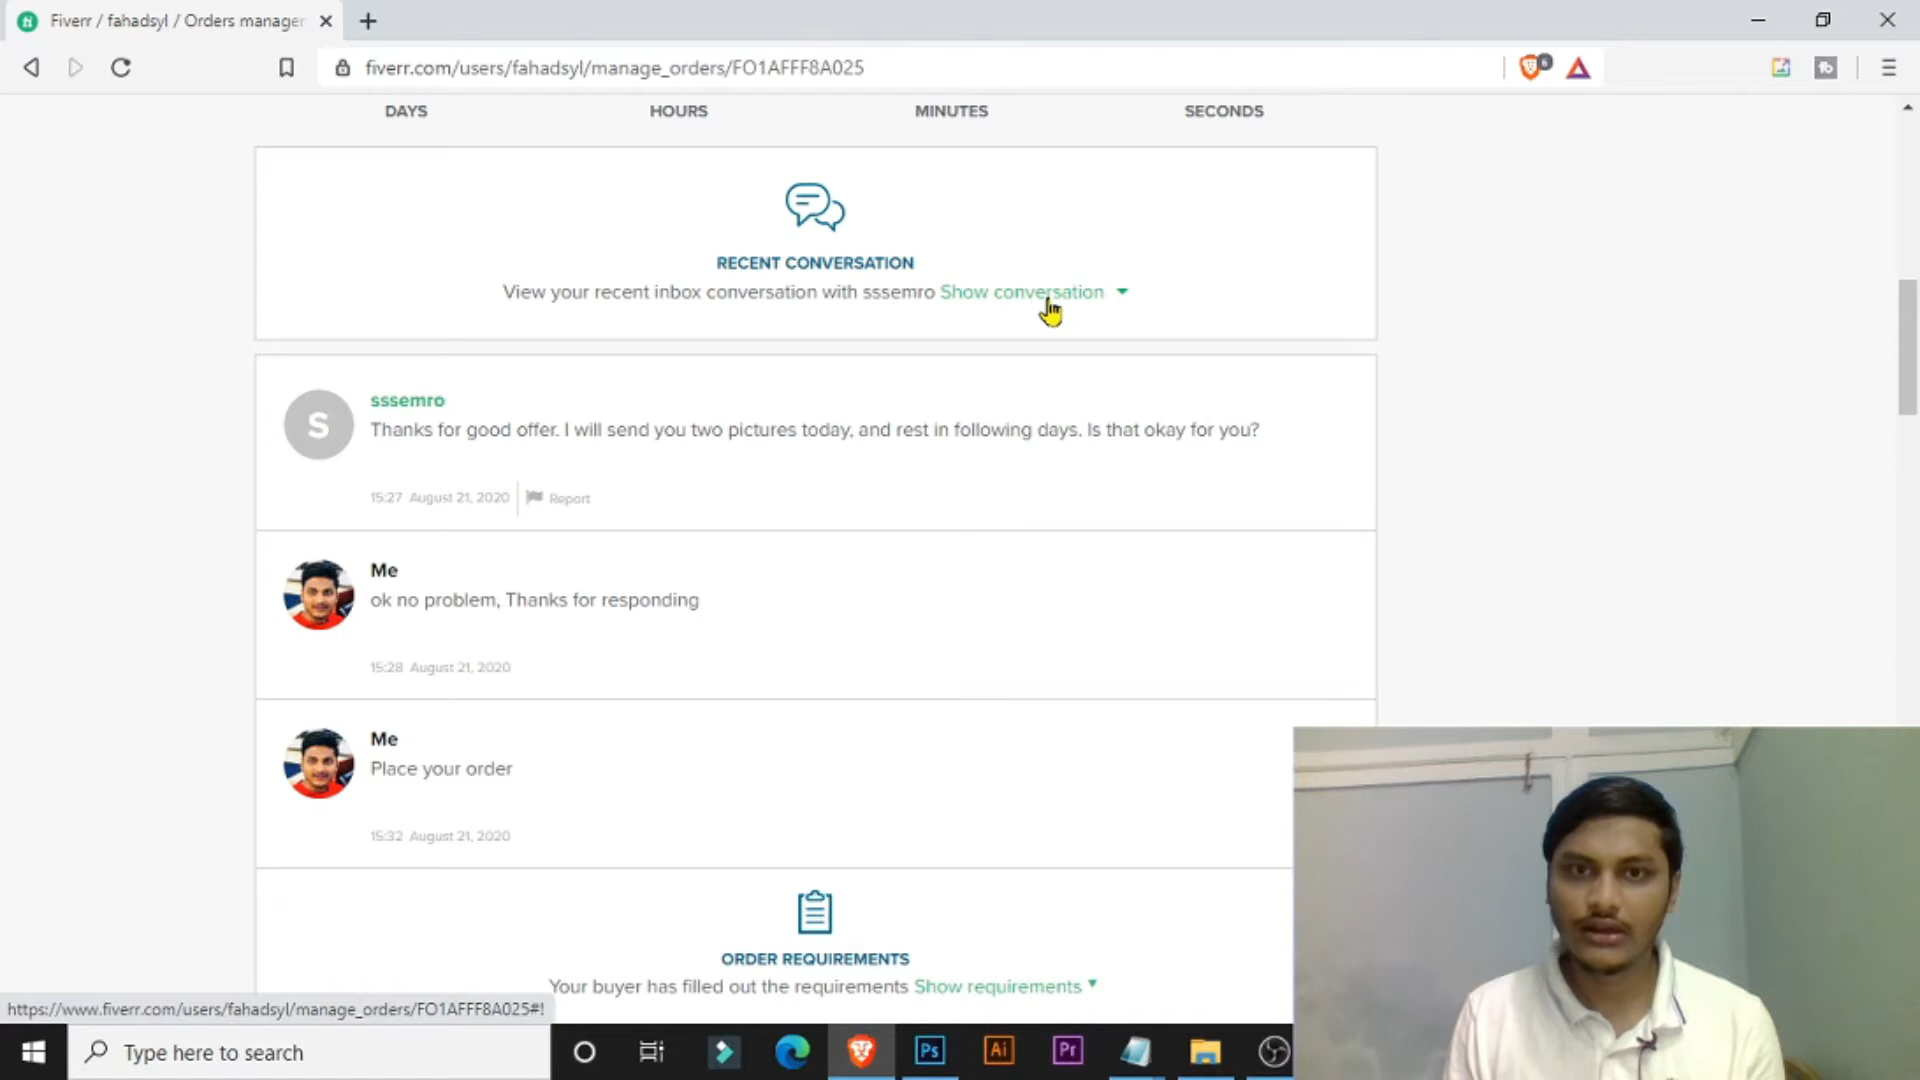 Fiverr / fahadsyl / Orders manage
fiverr.com/users/fahadsyl/manage_orders/FO1AFFF8A025
6
DAYS HOURS MINUTES SECONDS
RECENT CONVERSATION
View your recent inbox conversation with sssemro Show conversation
S
sssemro
Thanks for good offer. I will send you two pictures today, and rest in following days. Is that okay for you?
15:27 August 21, 2020 Report
Me
ok no problem, Thanks for responding
15:28 August 21, 2020
Me
Place your order
15:32 August 21, 2020
ORDER REQUIREMENTS
Your buyer has filled out the requirements Show requirements
https://www.fiverr.com/users/fahadsyl/manage_orders/FO1AFFF8A025#!
Type here to search
Ps
Ai
Pr